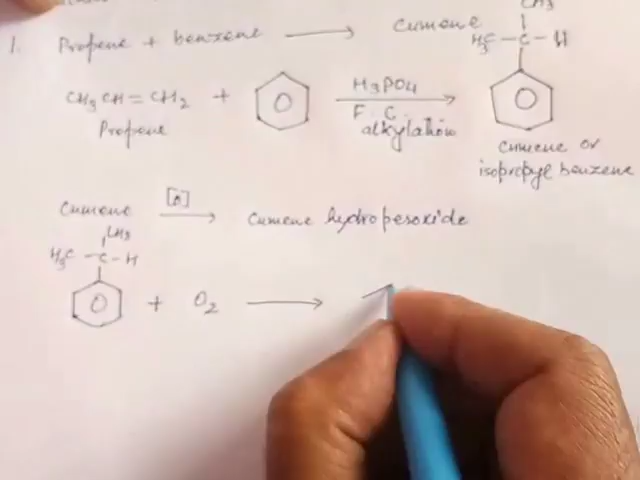 1. Propene + benzene → Cumene
CH3
H3C – C – H
CH3CH = CH2 + H3PO4
F. C. alkylation
Propene
Cumene or
isopropyl benzene
Cumene [O] → Cumene hydroperoxide
CH3
H3C – C – H
+ O2 →